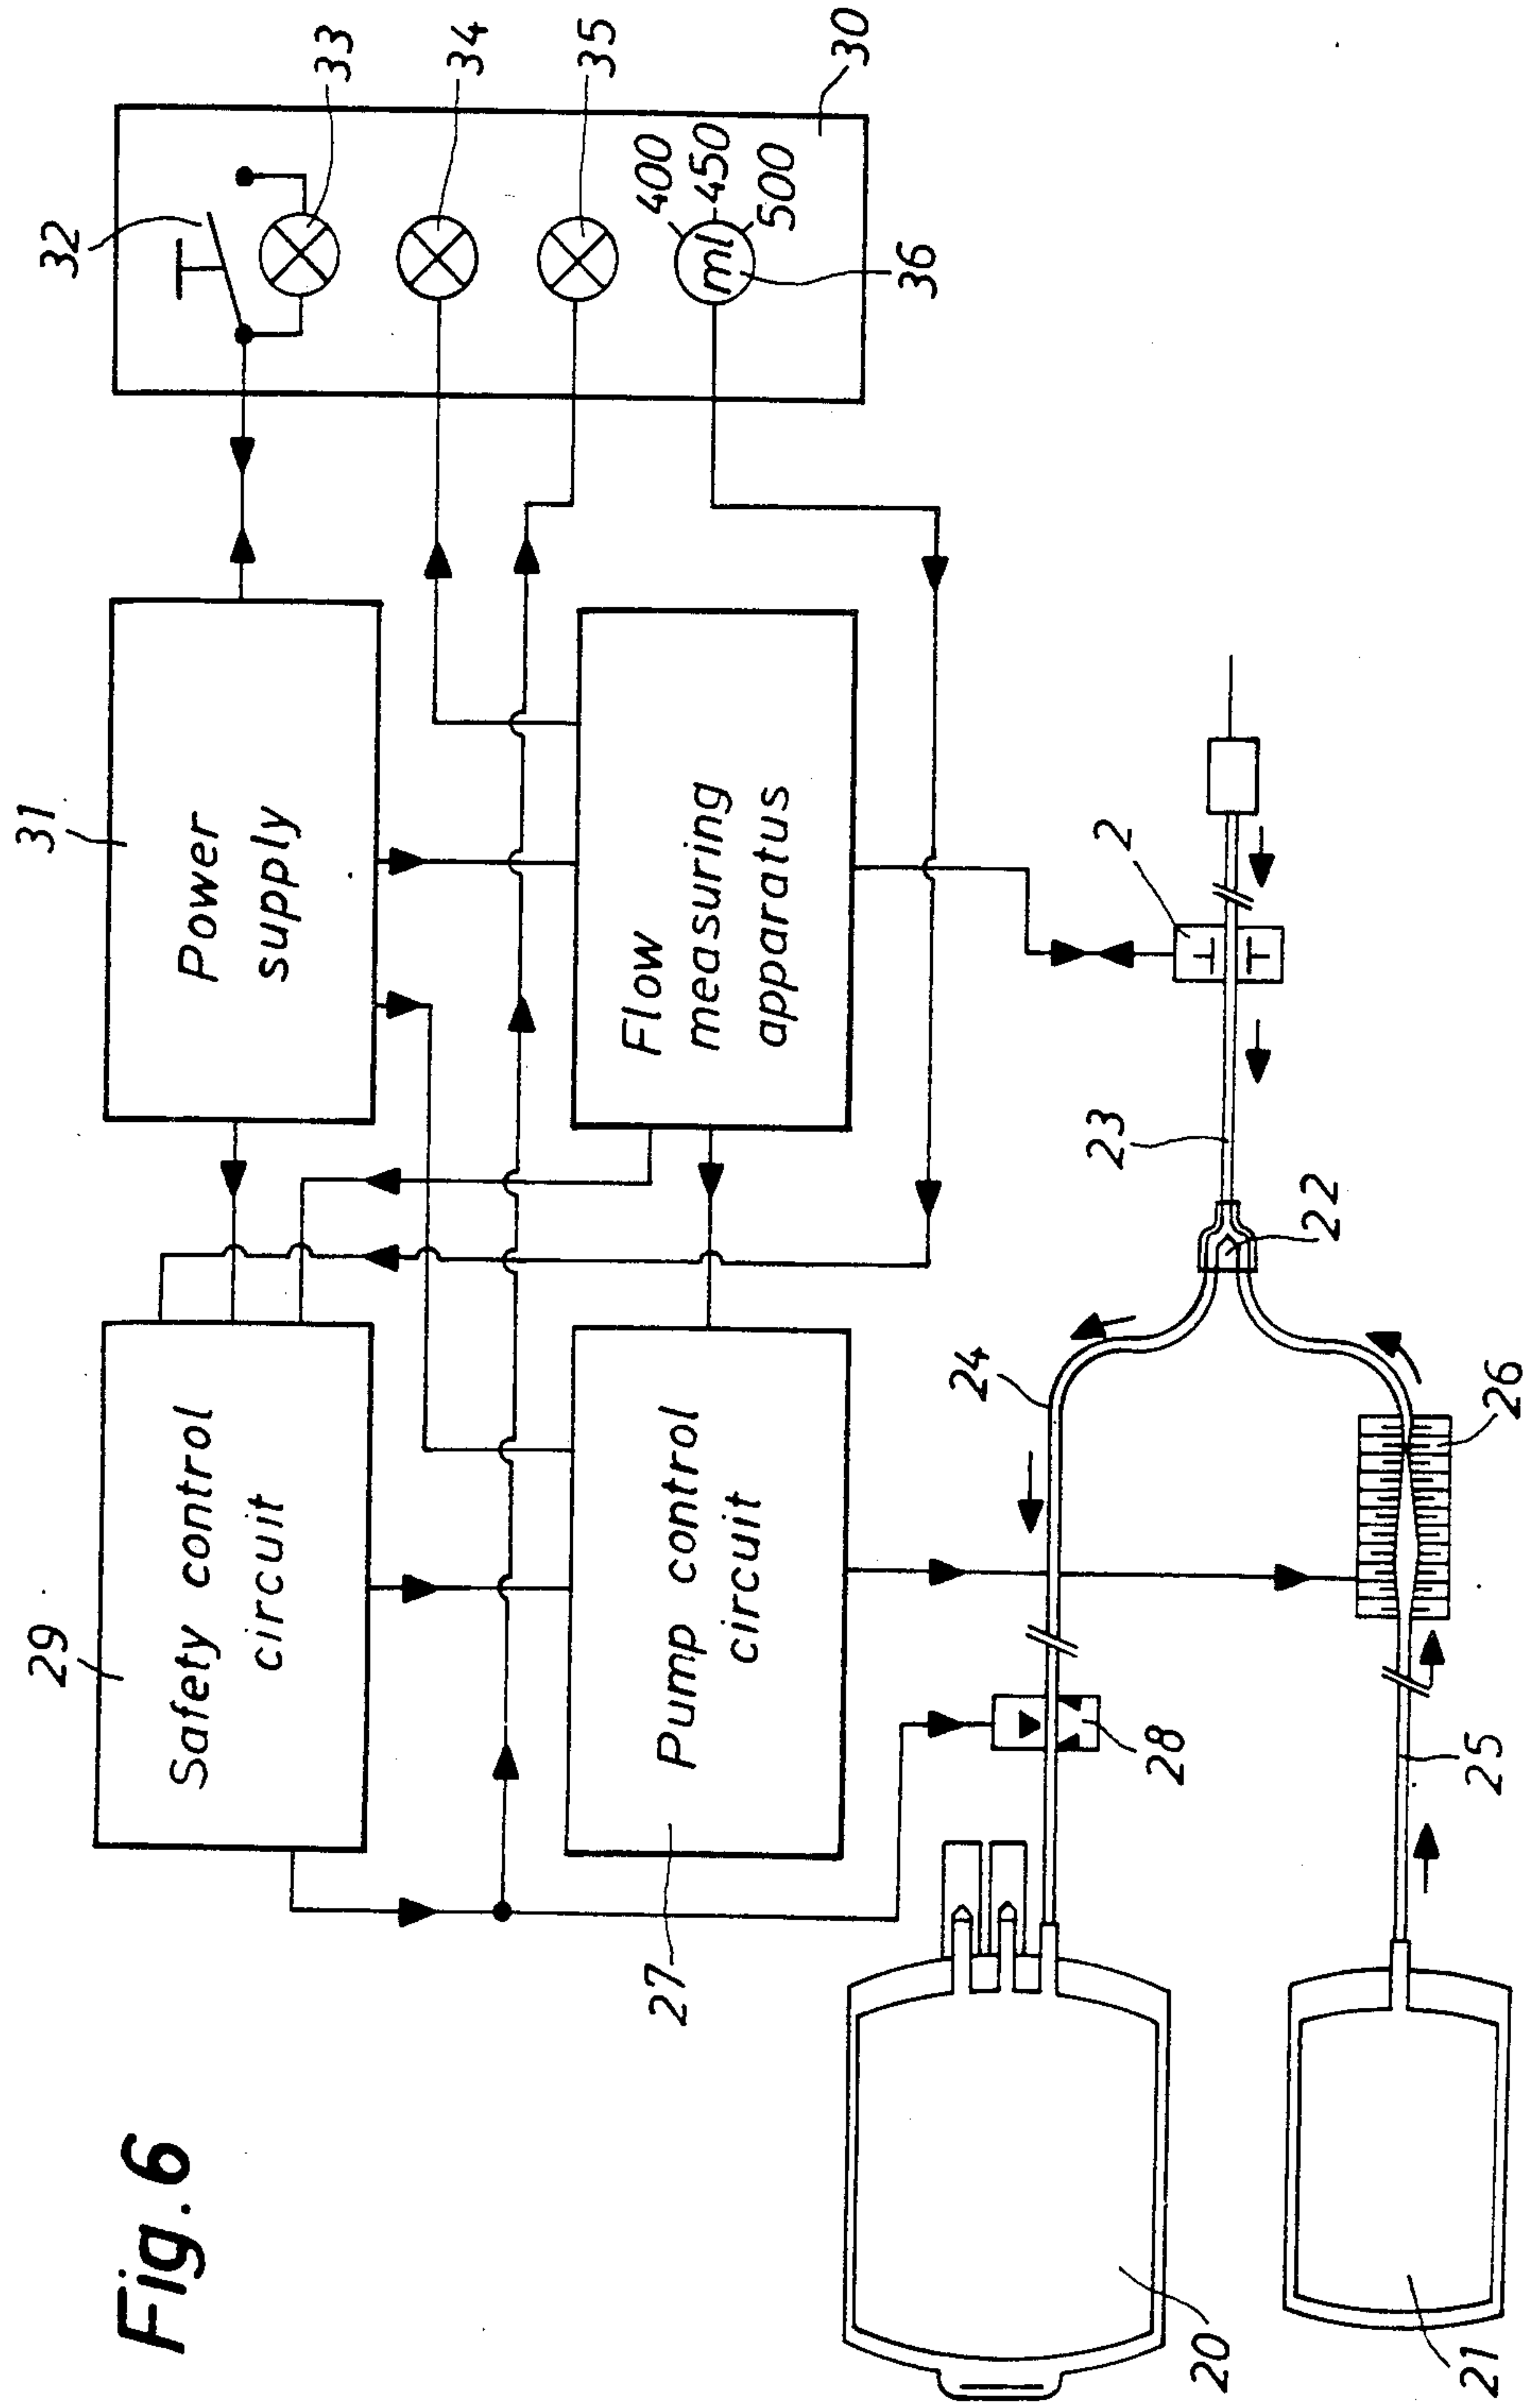 29
Safety control
circuit
31
Power
supply
32
33
34
35
400
450
500
ml
36
30
27
Pump control
circuit
Flow
measuring
apparatus
2
23
22
24
28
26
25
20
21
Fig. 6